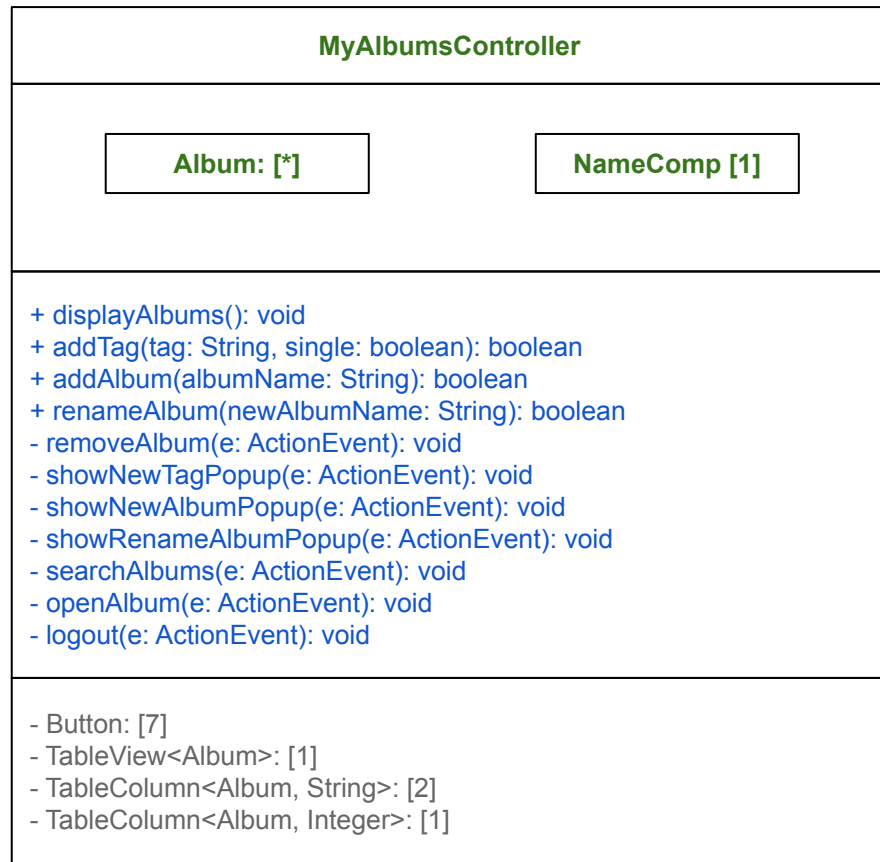 MyAlbumsController
Album: [*]
NameComp [1]
+ displayAlbums(): void
+ addTag(tag: String, single: boolean): boolean
+ addAlbum(albumName: String): boolean
+ renameAlbum(newAlbumName: String): boolean
- removeAlbum(e: ActionEvent): void
- showNewTagPopup(e: ActionEvent): void
- showNewAlbumPopup(e: ActionEvent): void
- showRenameAlbumPopup(e: ActionEvent): void
- searchAlbums(e: ActionEvent): void
- openAlbum(e: ActionEvent): void
- logout(e: ActionEvent): void
- Button: [7]
- TableView<Album>: [1]
- TableColumn<Album, String>: [2]
- TableColumn<Album, Integer>: [1]